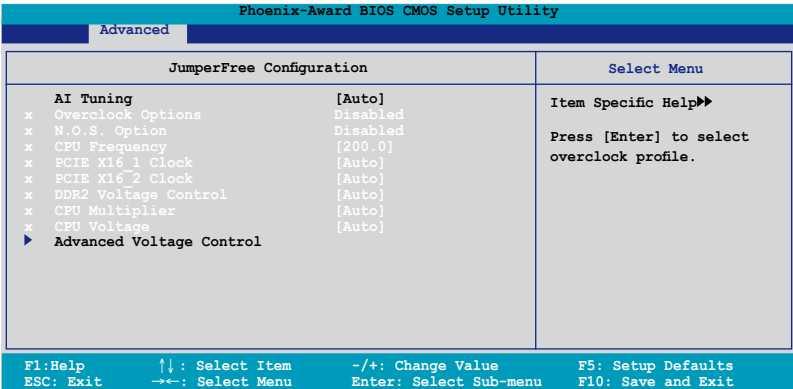 Phoenix-Award BIOS CMOS Setup Utility
Advanced
JumperFree Configuration
Select Menu
AI Tuning [Auto]
x Overclock Options Disabled
x N.O.S. Option Disabled
x CPU Frequency [200.0]
x PCIE X16_1 Clock [Auto]
x PCIE X16_2 Clock [Auto]
x DDR2 Voltage Control [Auto]
x CPU Multiplier [Auto]
x CPU Voltage [Auto]
Advanced Voltage Control
Item Specific Help
Press [Enter] to select
overclock profile.
F1:Help ↑↓: Select Item -/+: Change Value F5: Setup Defaults
ESC: Exit →←: Select Menu Enter: Select Sub-menu F10: Save and Exit